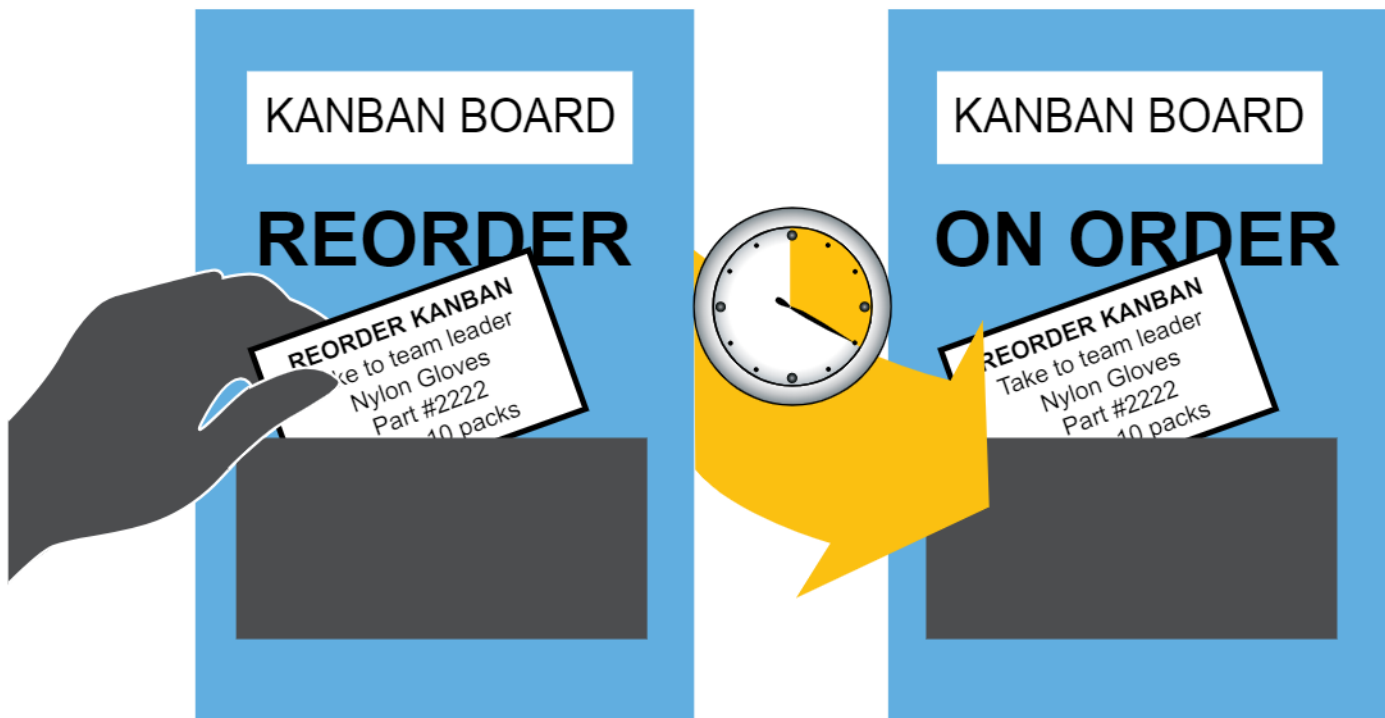 KANBAN BOARD
REORDER
REORDER KANBAN
ke to team leader
Nylon Gloves
Part #2222
10 packs
KANBAN BOARD
ON ORDER
REORDER KANBAN
Take to team leader
Nylon Gloves
Part #2222
10 packs